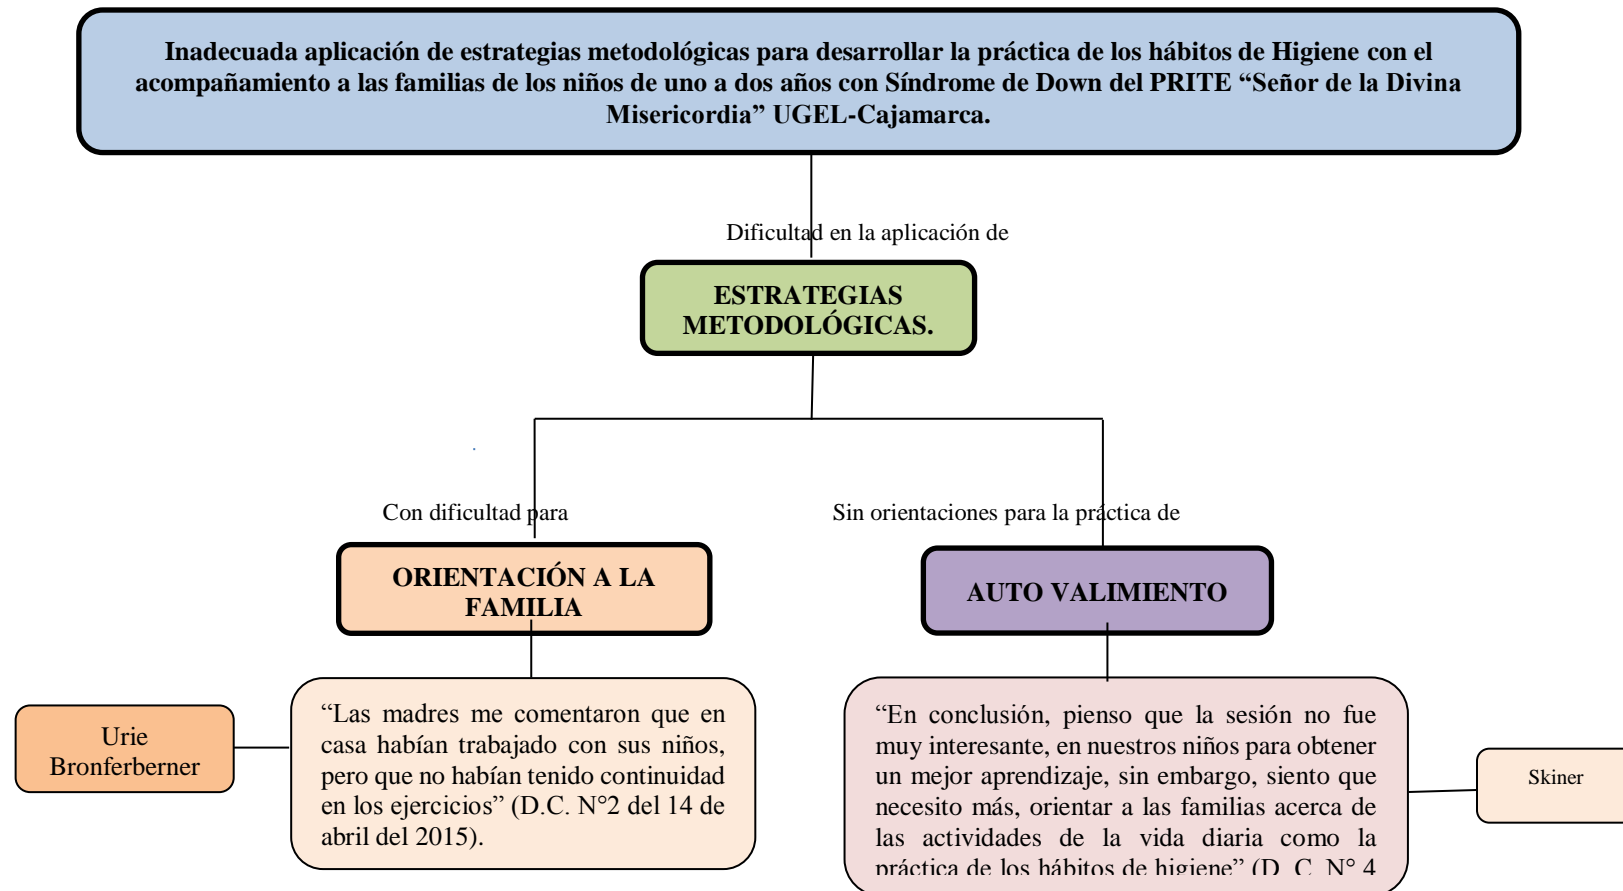 Inadecuada aplicación de estrategias metodológicas para desarrollar la práctica de los hábitos de Higiene con el
acompañamiento a las familias de los niños de uno a dos años con Síndrome de Down del PRITE “Señor de la Divina
Misericordia” UGEL-Cajamarca.
Dificultad en la aplicación de
ESTRATEGIAS
METODOLÓGICAS.
Con dificultad para
Sin orientaciones para la práctica de
ORIENTACIÓN A LA
FAMILIA
AUTO VALIMIENTO
Urie
Bronferberner
“Las madres me comentaron que en
casa habían trabajado con sus niños,
pero que no habían tenido continuidad
en los ejercicios” (D.C. N°2 del 14 de
abril del 2015).
“En conclusión, pienso que la sesión no fue
muy interesante, en nuestros niños para obtener
un mejor aprendizaje, sin embargo, siento que
necesito más, orientar a las familias acerca de
las actividades de la vida diaria como la
práctica de los hábitos de higiene” (D. C. N° 4
Skiner